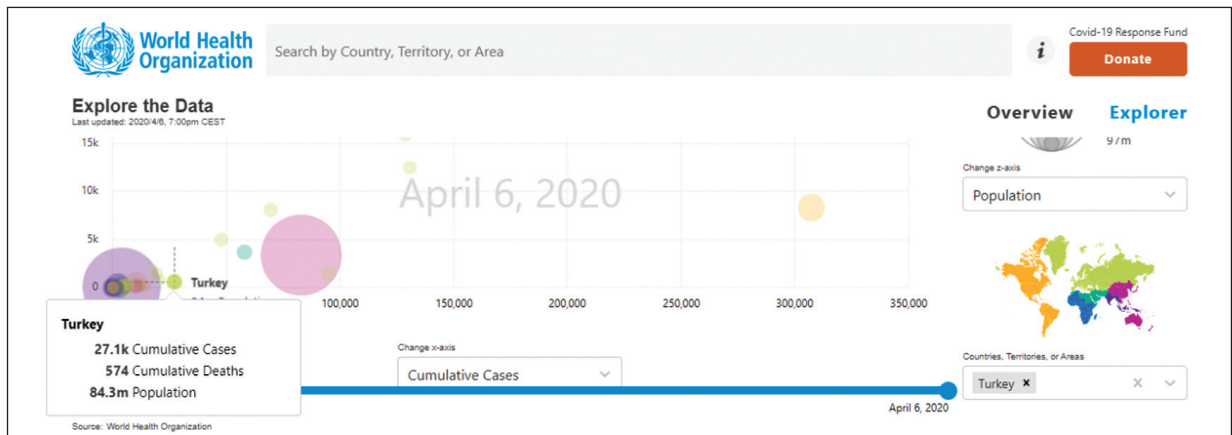 World Health
Organization
Search by Country, Territory, or Area
i
Covid-19 Response Fund
Donate
Explore the Data
Last updated: 2020/4/6, 7:00pm CEST
Overview
Explorer
15k
10k
5k
0
April 6, 2020
Turkey
100,000
150,000
200,000
250,000
300,000
350,000
97m
Change z-axis
Population
Turkey
27.1k Cumulative Cases
574 Cumulative Deaths
84.3m Population
Change x-axis
Cumulative Cases
Countries, Territories, or Areas
Turkey ×
April 6, 2020
Source: World Health Organization